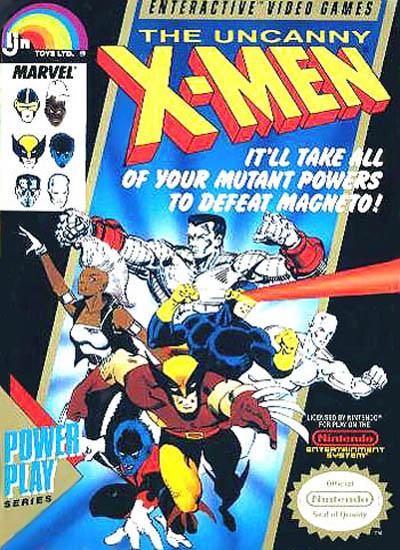 ENTERACTIVE™ VIDEO GAMES
LJN
TOYS LTD. ®
MARVEL
THE UNCANNY
X-MEN
IT'LL TAKE ALL
OF YOUR MUTANT POWERS
TO DEFEAT MAGNETO!
LICENSED BY NINTENDO®
FOR PLAY ON THE
Nintendo
ENTERTAINMENT
SYSTEM®
POWER
PLAY
SERIES
Official
Nintendo
Seal of Quality
TM